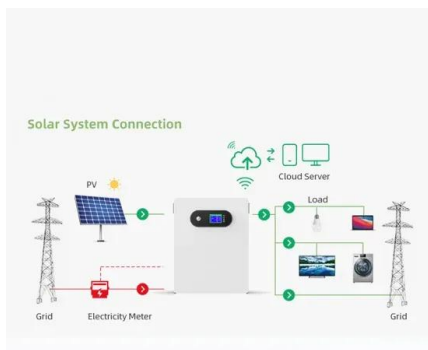 Solar System Connection
Cloud Server
PV
Load
Grid
Electricity Meter
Grid